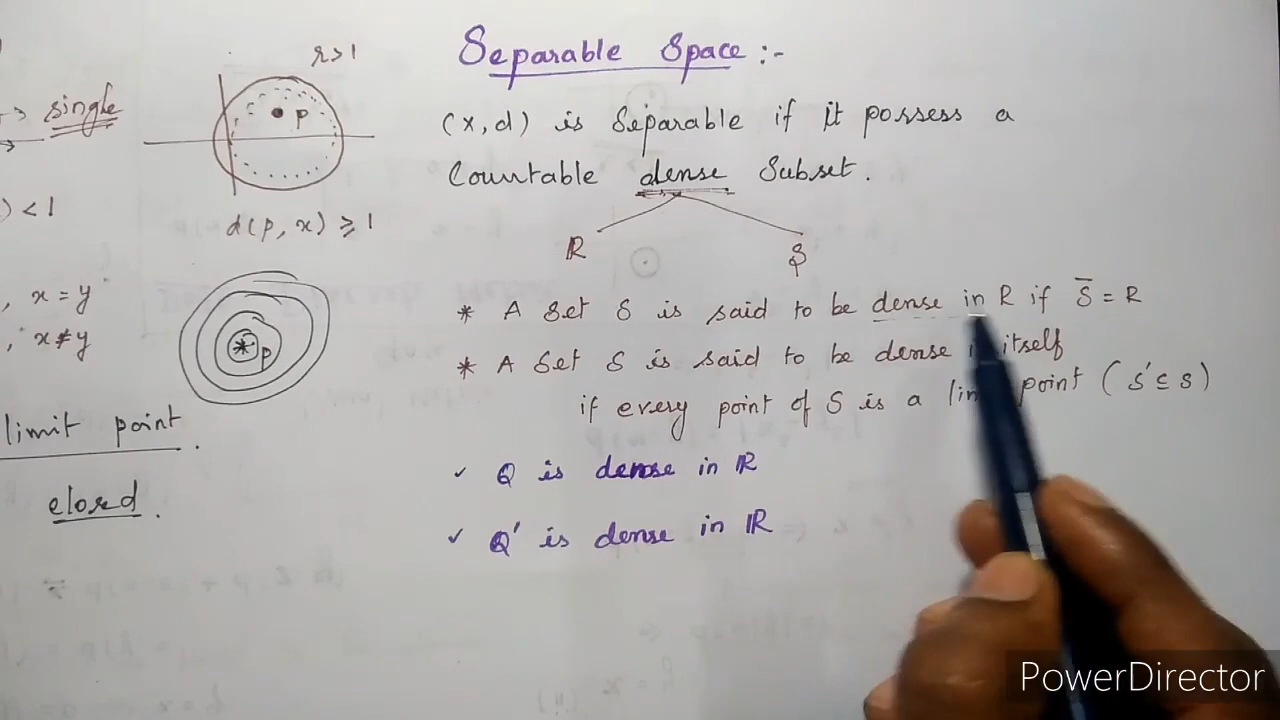 Separable Space :-
(x,d) is Separable if it possess a
Countable dense Subset.
R S
* A Set S is said to be dense in R if S̅ = R
* A Set S is said to be dense itself
if every point of S is a point ( S' ⊆ S )
✓ Q is dense in R
✓ Q' is dense in R
→ single
r>1
p
) < 1
d(p, x) ≥ 1
, x = y
, x ≠ y
p
limit point.
closed.
PowerDirector